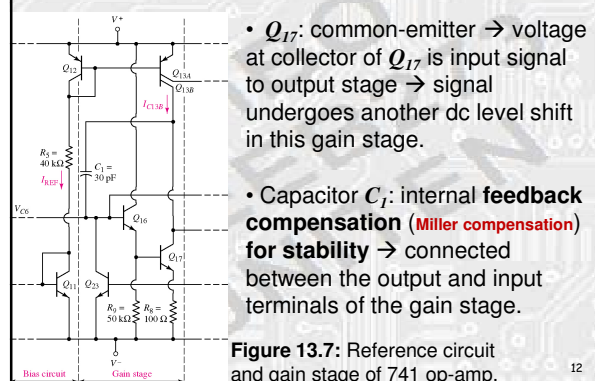 V+
Q12
Q13A
Q13B
IC13B
R5 =
40 kΩ
C1 =
30 pF
IREF
VC6
Q16
Q17
Q11
Q23
R9 =
50 kΩ
R8 =
100 Ω
V−
Bias circuit
Gain stage
• Q17: common-emitter → voltage
at collector of Q17 is input signal
to output stage → signal
undergoes another dc level shift
in this gain stage.
• Capacitor C1: internal feedback
compensation (Miller compensation)
for stability → connected
between the output and input
terminals of the gain stage.
Figure 13.7: Reference circuit
and gain stage of 741 op-amp.
12